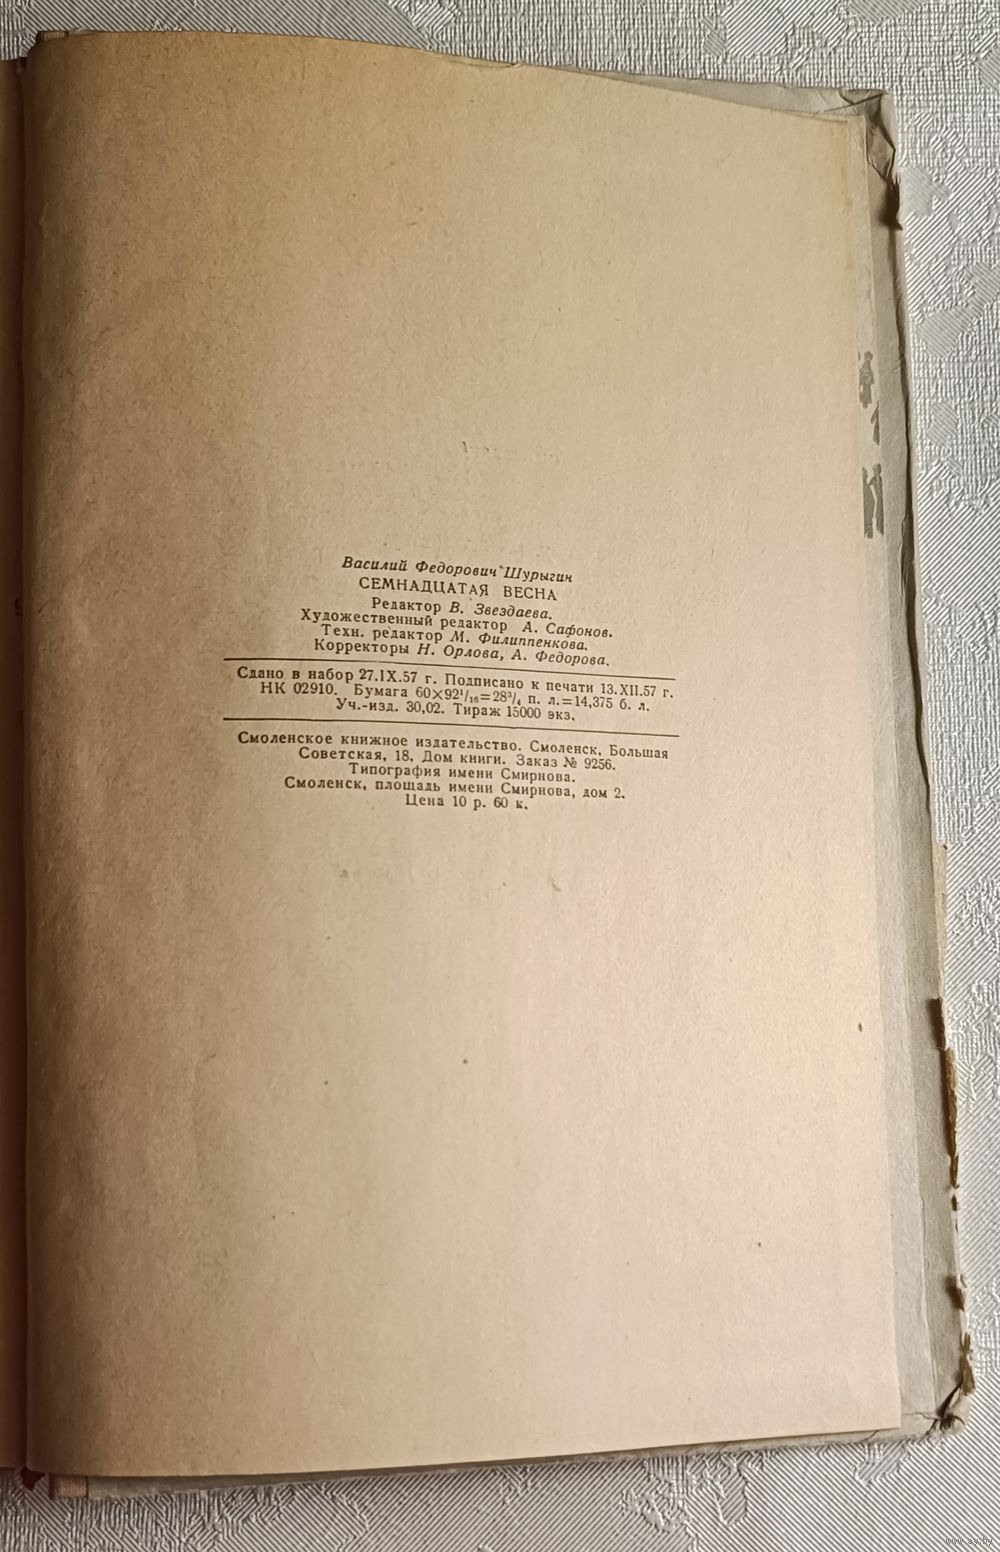 Василий Федорович Шурыгин
СЕМНАДЦАТАЯ ВЕСНА
Редактор В. Звездаева.
Художественный редактор А. Сафонов.
Техн. редактор М. Филиппенкова.
Корректоры Н. Орлова, А. Федорова.
Сдано в набор 27.IX.57 г. Подписано к печати 13.XII.57 г.
НК 02910. Бумага 60×92¹/₁₆=28³/₄ п. л.=14,375 б. л.
Уч.-изд. 30,02. Тираж 15000 экз.
Смоленское книжное издательство. Смоленск, Большая
Советская, 18. Дом книги. Заказ № 9256.
Типография имени Смирнова.
Смоленск, площадь имени Смирнова, дом 2.
Цена 10 р. 60 к.
www.av.by